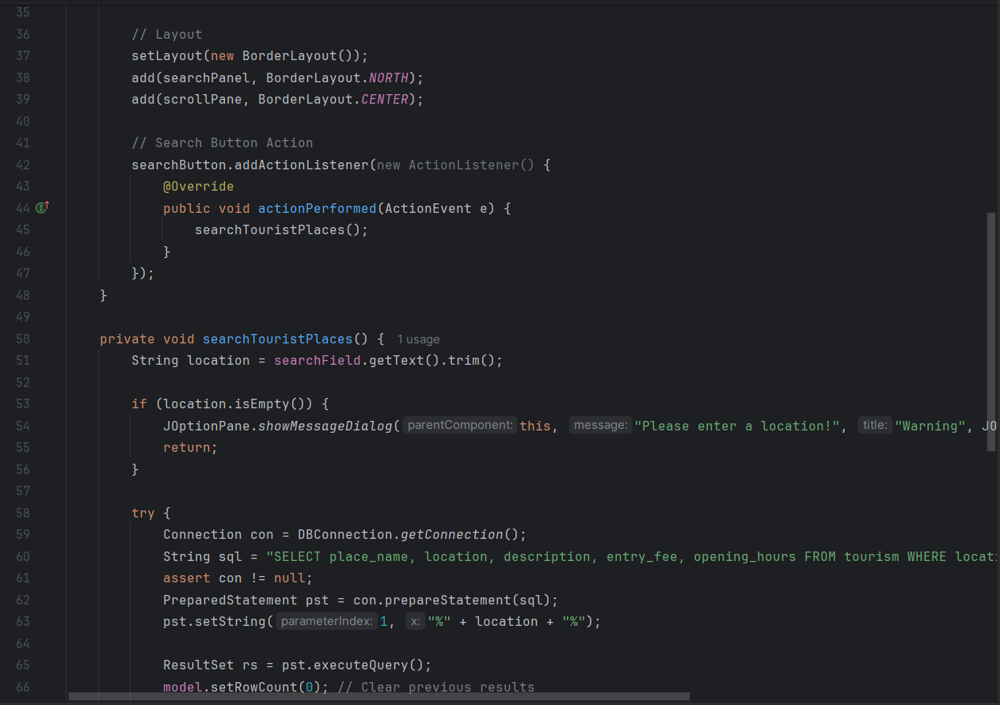 35
36 // Layout
37 setLayout(new BorderLayout());
38 add(searchPanel, BorderLayout.NORTH);
39 add(scrollPane, BorderLayout.CENTER);
40
41 // Search Button Action
42 searchButton.addActionListener(new ActionListener() {
43 @Override
44 public void actionPerformed(ActionEvent e) {
45 searchTouristPlaces();
46 }
47 });
48 }
49
50 private void searchTouristPlaces() { 1 usage
51 String location = searchField.getText().trim();
52
53 if (location.isEmpty()) {
54 JOptionPane.showMessageDialog( parentComponent: this, message: "Please enter a location!", title: "Warning", JO
55 return;
56 }
57
58 try {
59 Connection con = DBConnection.getConnection();
60 String sql = "SELECT place_name, location, description, entry_fee, opening_hours FROM tourism WHERE locati
61 assert con != null;
62 PreparedStatement pst = con.prepareStatement(sql);
63 pst.setString( parameterIndex: 1, x: "%" + location + "%");
64
65 ResultSet rs = pst.executeQuery();
66 model.setRowCount(0); // Clear previous results